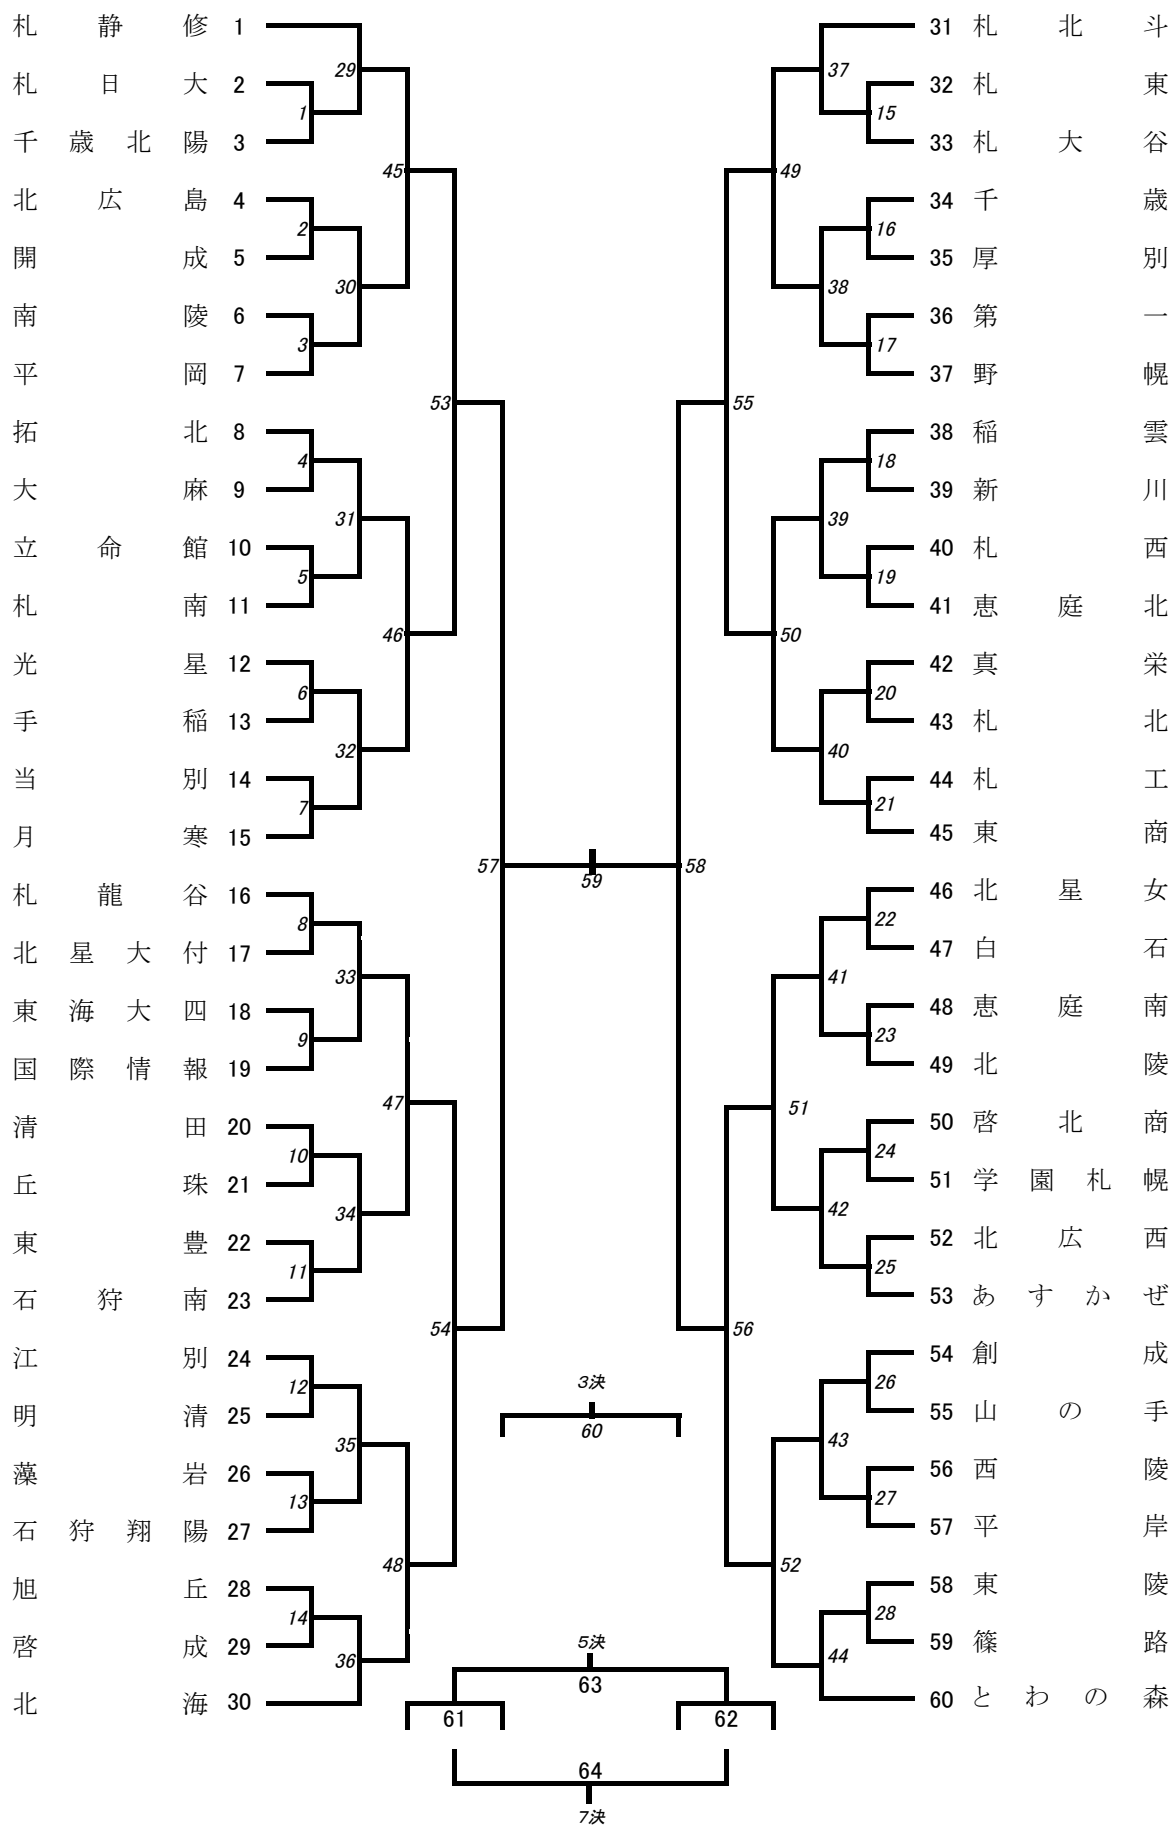 札静修 1
29
札日大 2
1
千歳北陽 3
45
北広島 4
2
開成 5
30
南陵 6
3
平岡 7
53
拓北 8
4
大麻 9
31
立命館 10
5
札南 11
46
光星 12
6
手稲 13
32
当別 14
7
月寒 15
57
札龍谷 16
8
北星大付 17
33
東海大四 18
9
国際情報 19
47
清田 20
10
丘珠 21
34
東豊 22
11
石狩南 23
54
江別 24
12
明清 25
35
藻岩 26
13
石狩翔陽 27
48
旭丘 28
14
啓成 29
36
北海 30
59
3決
60
5決
63
61
62
64
7決
31 札北斗
37
32 札東
15
33 札大谷
49
34 千歳
16
35 厚別
38
36 第一
17
37 野幌
55
38 稲雲
18
39 新川
39
40 札西
19
41 恵庭北
50
42 真栄
20
43 札北
40
44 札工
21
45 東商
58
46 北星女
22
47 白石
41
48 恵庭南
23
49 北陵
51
50 啓北商
24
51 学園札幌
42
52 北広西
25
53 あすかぜ
56
54 創成
26
55 山の手
43
56 西陵
27
57 平岸
52
58 東陵
28
59 篠路
44
60 とわの森